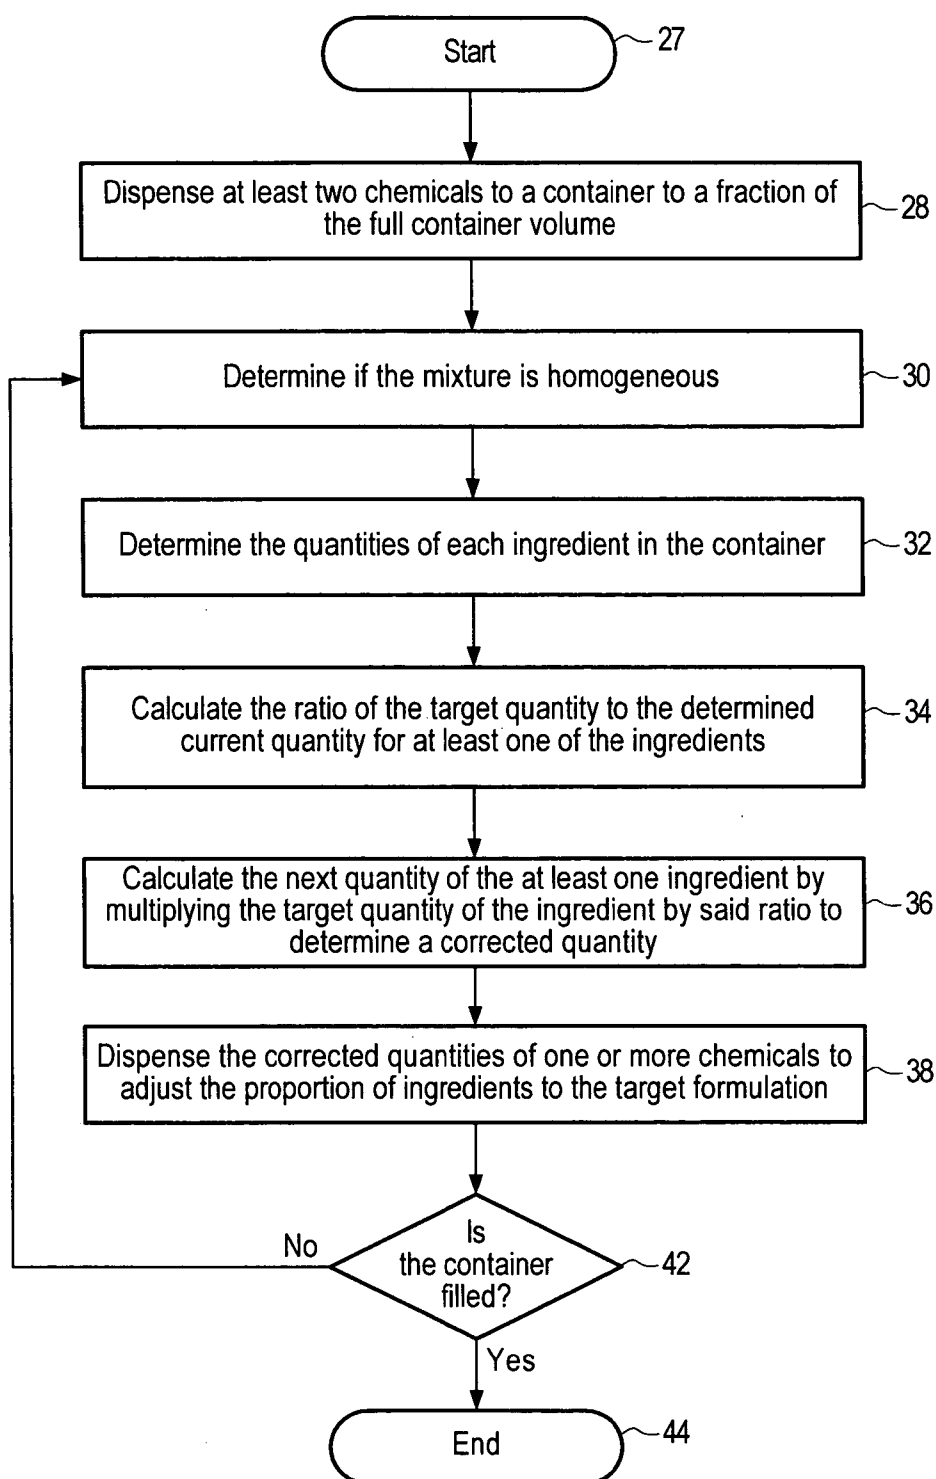 Start
27
Dispense at least two chemicals to a container to a fraction of
the full container volume
28
Determine if the mixture is homogeneous
30
Determine the quantities of each ingredient in the container
32
Calculate the ratio of the target quantity to the determined
current quantity for at least one of the ingredients
34
Calculate the next quantity of the at least one ingredient by
multiplying the target quantity of the ingredient by said ratio to
determine a corrected quantity
36
Dispense the corrected quantities of one or more chemicals to
adjust the proportion of ingredients to the target formulation
38
Is
the container
filled?
42
No
Yes
End
44